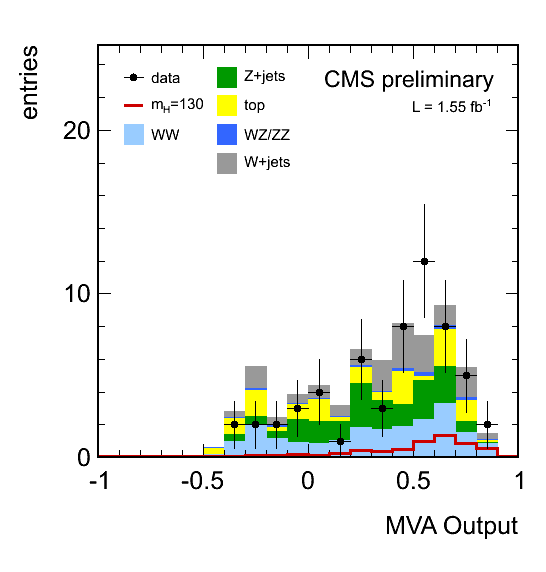 entries
CMS preliminary
L = 1.55 fb⁻¹
data
mH=130
WW
Z+jets
top
WZ/ZZ
W+jets
20
10
0
-1
-0.5
0
0.5
1
MVA Output